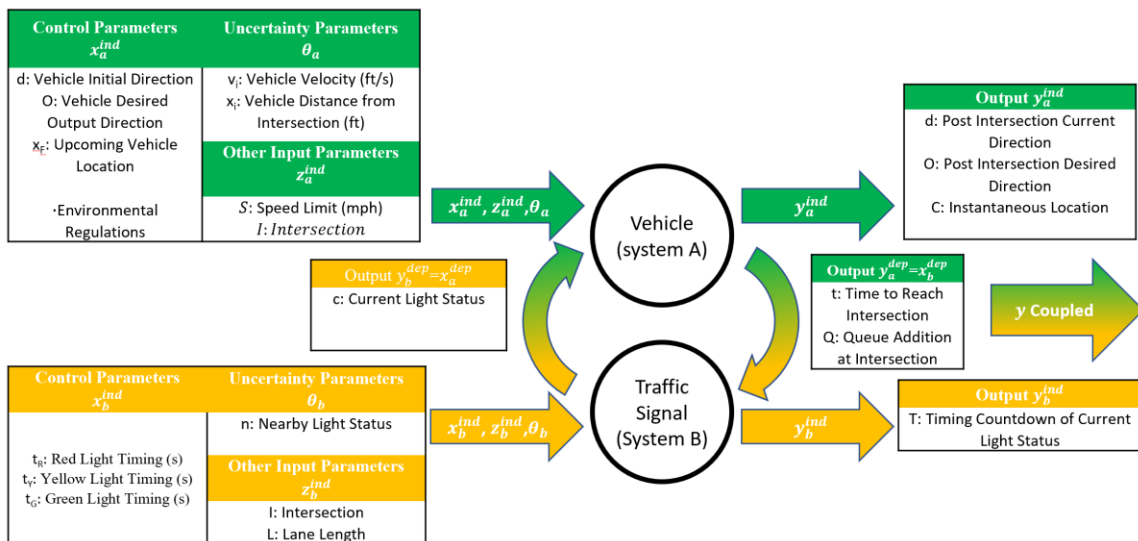 Control Parameters
x_a^{ind}
d: Vehicle Initial Direction
O: Vehicle Desired
Output Direction
x_E: Upcoming Vehicle
Location
·Environmental
Regulations
Uncertainty Parameters
θ_a
v_i: Vehicle Velocity (ft/s)
x_i: Vehicle Distance from
Intersection (ft)
Other Input Parameters
z_a^{ind}
S: Speed Limit (mph)
I: Intersection
x_a^{ind}, z_a^{ind}, θ_a
Vehicle
(system A)
y_a^{ind}
Output y_a^{ind}
d: Post Intersection Current
Direction
O: Post Intersection Desired
Direction
C: Instantaneous Location
Output y_b^{dep}=x_a^{dep}
c: Current Light Status
Output y_a^{dep}=x_b^{dep}
t: Time to Reach
Intersection
Q: Queue Addition
at Intersection
y Coupled
Control Parameters
x_b^{ind}
t_R: Red Light Timing (s)
t_Y: Yellow Light Timing (s)
t_G: Green Light Timing (s)
Uncertainty Parameters
θ_b
n: Nearby Light Status
Other Input Parameters
z_b^{ind}
I: Intersection
L: Lane Length
x_b^{ind}, z_b^{ind}, θ_b
Traffic
Signal
(System B)
y_b^{ind}
Output y_b^{ind}
T: Timing Countdown of Current
Light Status